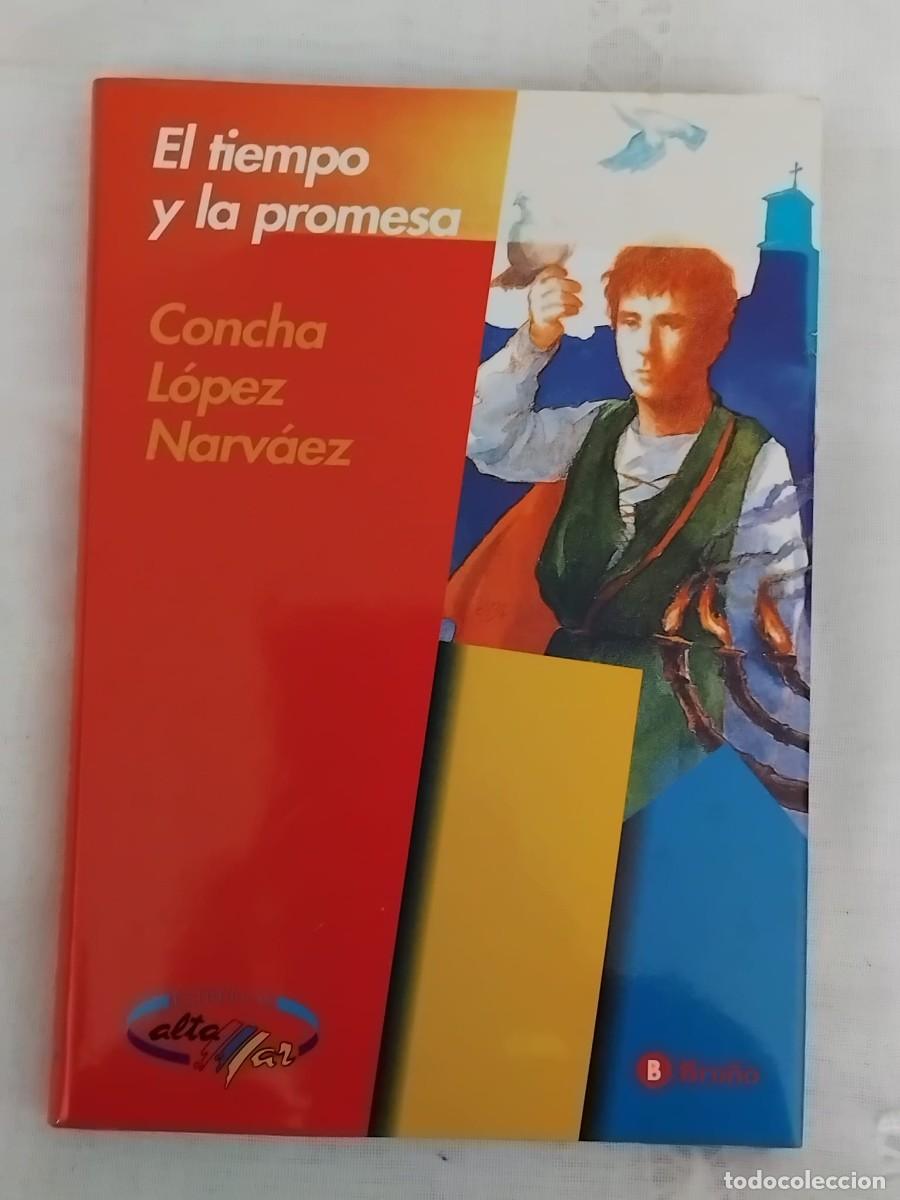 El tiempo
y la promesa
Concha
López
Narváez
alta
Mar
B Bruño
todocoleccion